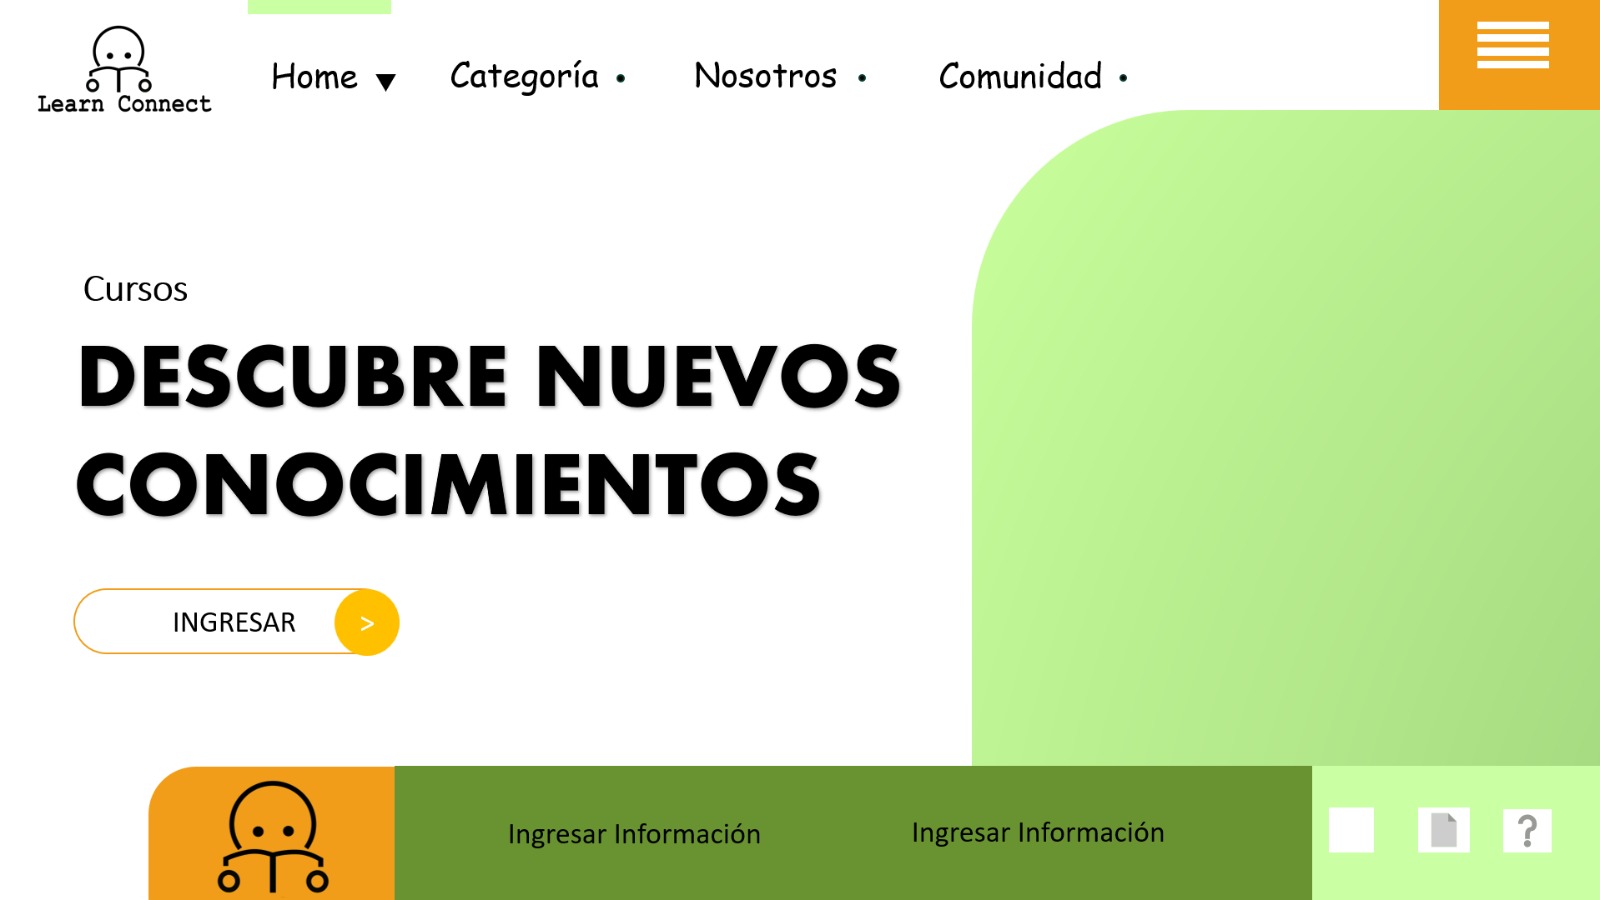 Learn Connect
Home ▼ Categoría • Nosotros • Comunidad •
Cursos
DESCUBRE NUEVOS
CONOCIMIENTOS
INGRESAR >
Ingresar Información Ingresar Información
?